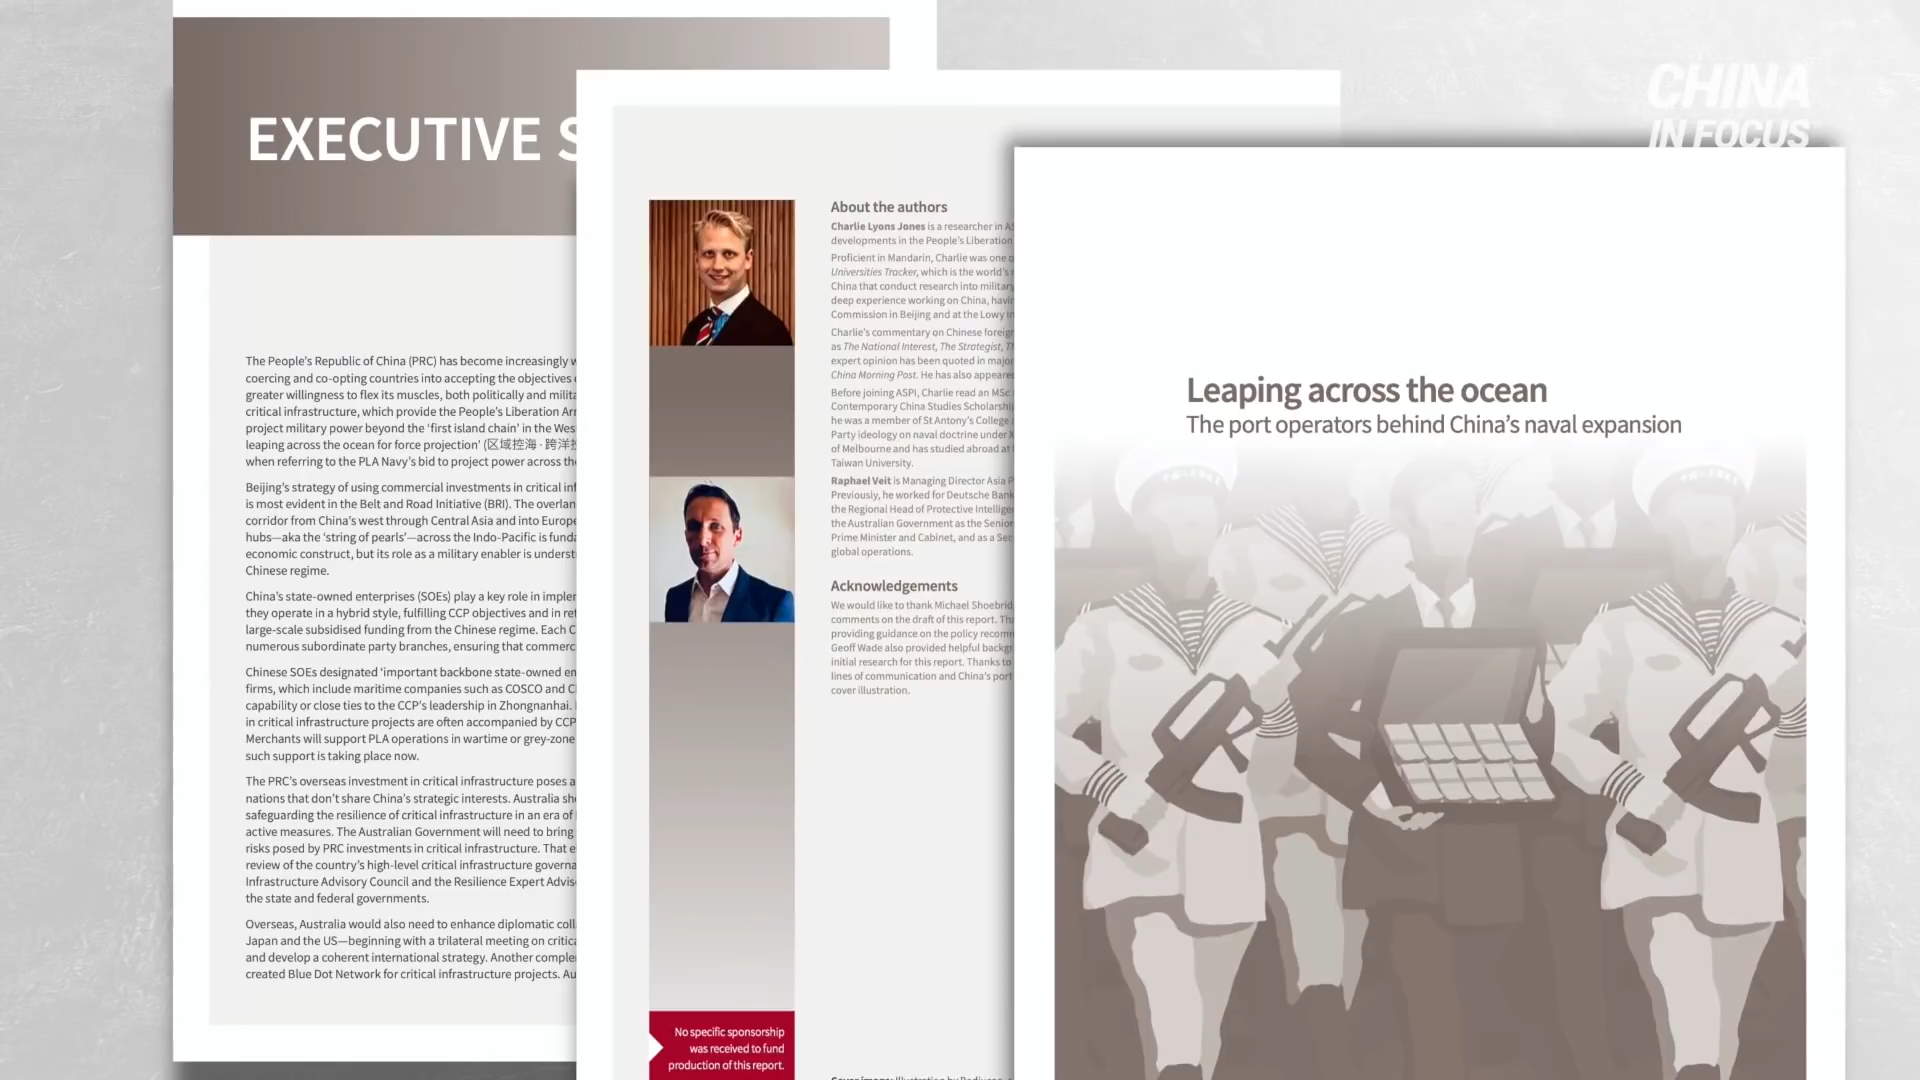 EXECUTIVE S
The People's Republic of China (PRC) has become increasingly w
coercing and co-opting countries into accepting the objectives
greater willingness to flex its muscles, both politically and milita
critical infrastructure, which provide the People's Liberation Arm
project military power beyond the 'first island chain' in the Wes
leaping across the ocean for force projection' (区域控海 · 跨洋投
when referring to the PLA Navy's bid to project power across the
Beijing's strategy of using commercial investments in critical inf
is most evident in the Belt and Road Initiative (BRI). The overlan
corridor from China's west through Central Asia and into Europe
hubs—aka the 'string of pearls'—across the Indo-Pacific is funda
economic construct, but its role as a military enabler is underst
Chinese regime.
China's state-owned enterprises (SOEs) play a key role in implem
they operate in a hybrid style, fulfilling CCP objectives and in ret
large-scale subsidised funding from the Chinese regime. Each C
numerous subordinate party branches, ensuring that commerc
Chinese SOEs designated 'important backbone state-owned en
firms, which include maritime companies such as COSCO and C
capability or close ties to the CCP's leadership in Zhongnanhai.
in critical infrastructure projects are often accompanied by CCP
Merchants will support PLA operations in wartime or grey-zone
such support is taking place now.
The PRC's overseas investment in critical infrastructure poses a
nations that don't share China's strategic interests. Australia sho
safeguarding the resilience of critical infrastructure in an era of
active measures. The Australian Government will need to bring
risks posed by PRC investments in critical infrastructure. That e
review of the country's high-level critical infrastructure governa
Infrastructure Advisory Council and the Resilience Expert Advis
the state and federal governments.
Overseas, Australia would also need to enhance diplomatic coll
Japan and the US—beginning with a trilateral meeting on critica
and develop a coherent international strategy. Another complem
created Blue Dot Network for critical infrastructure projects. Au
About the authors
Charlie Lyons Jones is a researcher in AS
developments in the People's Liberation
Proficient in Mandarin, Charlie was one o
Universities Tracker, which is the world's
China that conduct research into military
deep experience working on China, havin
Commission in Beijing and at the Lowy In
Charlie's commentary on Chinese foreign
as The National Interest, The Strategist, T
expert opinion has been quoted in major
China Morning Post. He has also appeared
Before joining ASPI, Charlie read an MSc
Contemporary China Studies Scholarship
he was a member of St Antony's College
Party ideology on naval doctrine under X
of Melbourne and has studied abroad at
Taiwan University.
Raphael Veit is Managing Director Asia P
Previously, he worked for Deutsche Bank
the Regional Head of Protective Intelligen
the Australian Government as the Senior
Prime Minister and Cabinet, and as a Sec
global operations.
Acknowledgements
We would like to thank Michael Shoebrid
comments on the draft of this report. Tha
providing guidance on the policy recomm
Geoff Wade also provided helpful backg
initial research for this report. Thanks to
lines of communication and China's port
cover illustration.
No specific sponsorship
was received to fund
production of this report.
Cover image: Illustration by Badiucao
CHINA
IN FOCUS
Leaping across the ocean
The port operators behind China's naval expansion